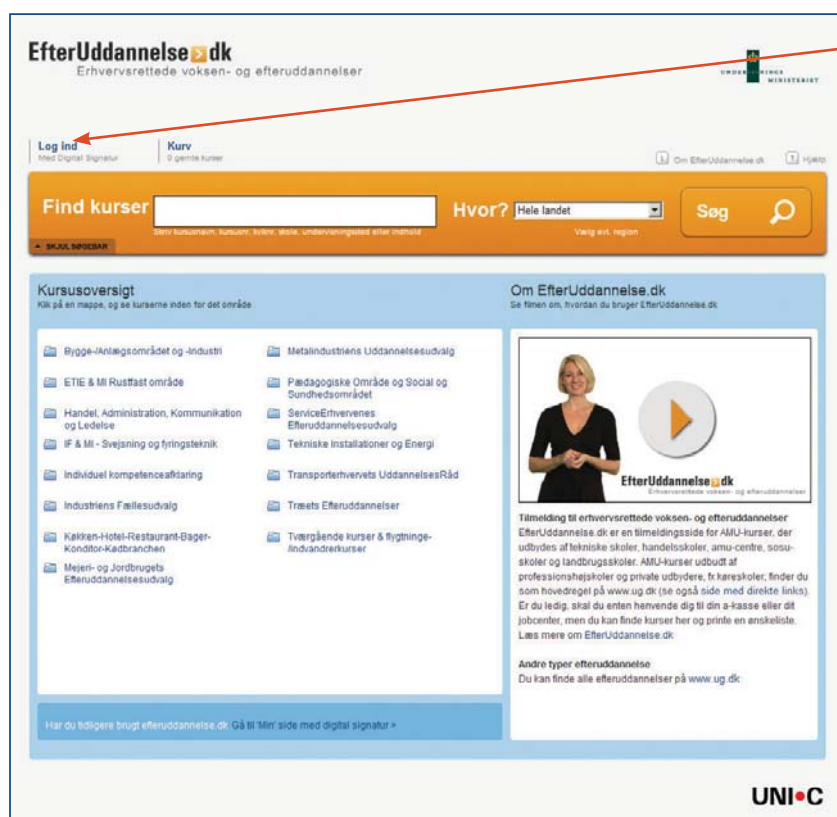 EfterUddannelse dk
Erhvervsrettede voksen- og efteruddannelser
UNDERVISNINGS
MINISTERIET
Log ind
Med Digital Signatur
Kurv
0 gemte kurser
Om EfterUddannelse.dk
Hjælp
Find kurser
Hvor?
Hele landet
Søg
Skriv kursusnavn, kursusnr, kviknr, skole, undervisningssted eller indhold
Vælg evt. region
SKJUL SØGEBAR
Kursusoversigt
Klik på en mappe, og se kurserne inden for det område
Bygge-/Anlægsområdet og -Industri
ETIE & MI Rustfast område
Handel, Administration, Kommunikation
og Ledelse
IF & MI - Svejsning og fyringsteknik
Individuel kompetenceafklaring
Industriens Fællesudvalg
Køkken-Hotel-Restaurant-Bager-
Konditor-Kødbranchen
Mejeri- og Jordbrugets
Efteruddannelsesudvalg
Metalindustriens Uddannelsesudvalg
Pædagogiske Område og Social og
Sundhedsområdet
ServiceErhvervenes
Efteruddannelsesudvalg
Tekniske Installationer og Energi
Transporterhvervets UddannelsesRåd
Træets Efteruddannelser
Tværgående kurser & flygtninge-
/indvandrerkurser
Har du tidligere brugt efteruddannelse.dk Gå til 'Min' side med digital signatur »
Om EfterUddannelse.dk
Se filmen om, hvordan du bruger EfterUddannelse.dk
EfterUddannelse dk
Erhvervsrettede voksen- og efteruddannelser
Tilmelding til erhvervsrettede voksen- og efteruddannelser
EfterUddannelse.dk er en tilmeldingsside for AMU-kurser, der
udbydes af tekniske skoler, handelsskoler, amu-centre, sosu-
skoler og landbrugsskoler. AMU-kurser udbudt af
professionshøjskoler og private udbydere, fx køreskoler, finder du
som hovedregel på www.ug.dk (se også side med direkte links).
Er du ledig, skal du enten henvende dig til din a-kasse eller dit
jobcenter, men du kan finde kurser her og printe en ønskeliste.
Læs mere om EfterUddannelse.dk
Andre typer efteruddannelse
Du kan finde alle efteruddannelser på www.ug.dk
UNI•C